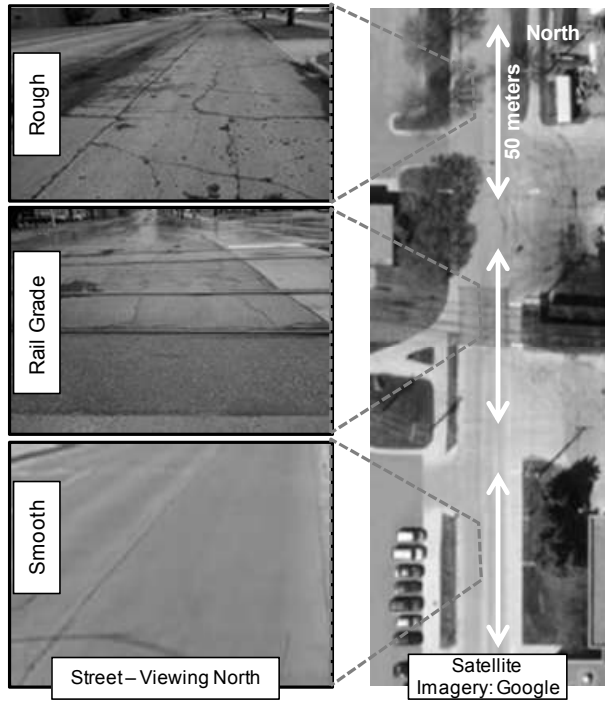 Rough
Rail Grade
Smooth
Street – Viewing North
North
50 meters
Satellite
Imagery: Google